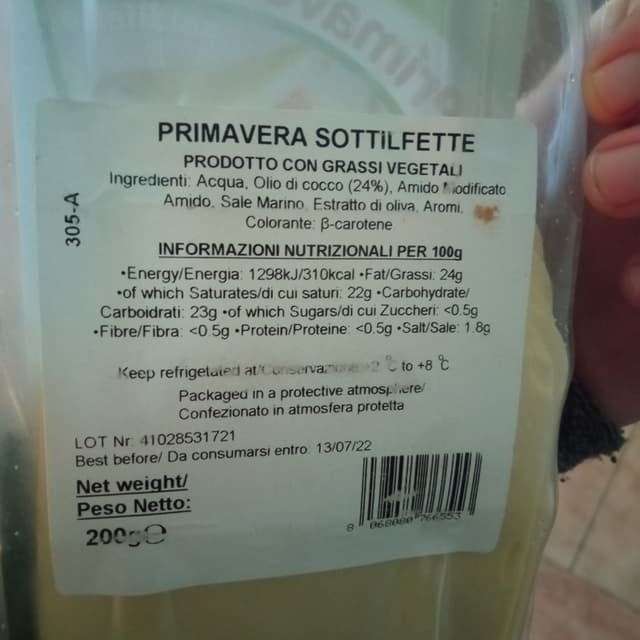 Primave
PRIMAVERA SOTTILFETTE
PRODOTTO CON GRASSI VEGETALI
Ingredienti: Acqua, Olio di cocco (24%), Amido Modificato
Amido, Sale Marino, Estratto di oliva, Aromi,
Colorante: β-carotene
305-A
INFORMAZIONI NUTRIZIONALI PER 100g
•Energy/Energia: 1298kJ/310kcal •Fat/Grassi: 24g
•of which Saturates/di cui saturi: 22g •Carbohydrate/
Carboidrati: 23g •of which Sugars/di cui Zuccheri: <0.5g
•Fibre/Fibra: <0.5g •Protein/Proteine: <0.5g •Salt/Sale: 1.8g
Keep refrigetated at/Conservazione +2 °C to +8 °C
Packaged in a protective atmosphere/
Confezionato in atmosfera protetta
LOT Nr: 41028531721
Best before/ Da consumarsi entro: 13/07/22
Net weight/
Peso Netto:
200g e
8 068080 766553